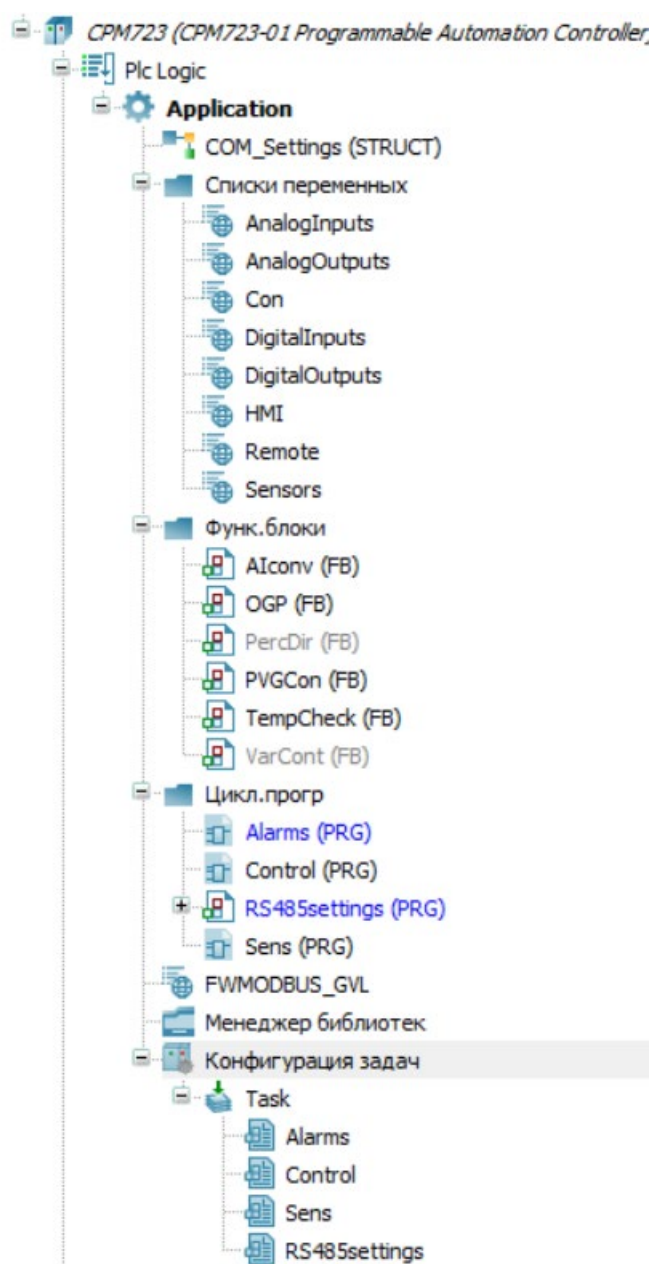 CPM723 (CPM723-01 Programmable Automation Controller)
Plc Logic
Application
COM_Settings (STRUCT)
Списки переменных
AnalogInputs
AnalogOutputs
Con
DigitalInputs
DigitalOutputs
HMI
Remote
Sensors
Функ.блоки
AIconv (FB)
OGP (FB)
PercDir (FB)
PVGCon (FB)
TempCheck (FB)
VarCont (FB)
Цикл.прогр
Alarms (PRG)
Control (PRG)
RS485settings (PRG)
Sens (PRG)
FWMODBUS_GVL
Менеджер библиотек
Конфигурация задач
Task
Alarms
Control
Sens
RS485settings